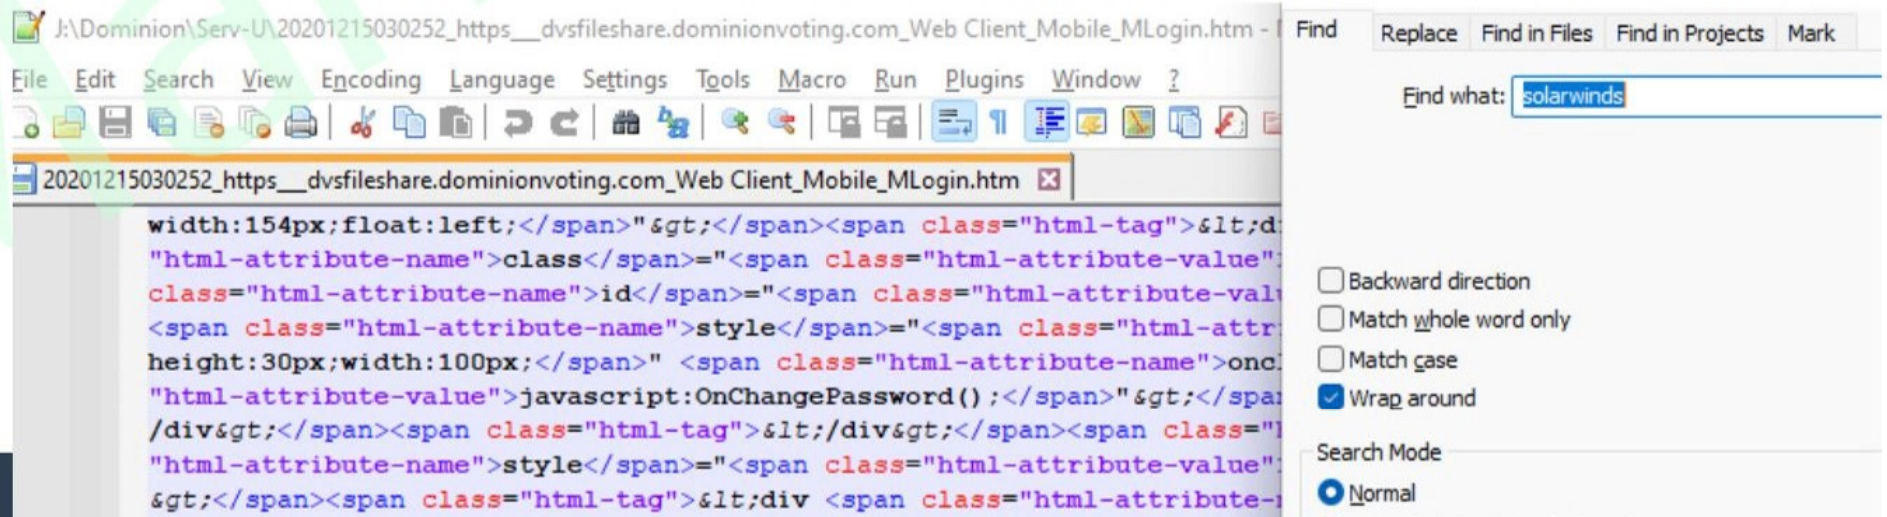 J:\Dominion\Serv-U\20201215030252_https___dvsfileshare.dominionvoting.com_Web Client_Mobile_MLogin.htm -
File Edit Search View Encoding Language Settings Tools Macro Run Plugins Window ?
20201215030252_https___dvsfileshare.dominionvoting.com_Web Client_Mobile_MLogin.htm
width:154px;float:left;</span>"&gt;</span><span class="html-tag">&lt;d
"html-attribute-name">class</span>="<span class="html-attribute-value"
class="html-attribute-name">id</span>="<span class="html-attribute-val
<span class="html-attribute-name">style</span>="<span class="html-attr
height:30px;width:100px;</span>" <span class="html-attribute-name">onc
"html-attribute-value">javascript:OnChangePassword();</span>"&gt;</spa
/div&gt;</span><span class="html-tag">&lt;/div&gt;</span><span class="
"html-attribute-name">style</span>="<span class="html-attribute-value"
&gt;</span><span class="html-tag">&lt;div <span class="html-attribute-
Find Replace Find in Files Find in Projects Mark
Find what: solarwinds
Backward direction
Match whole word only
Match case
Wrap around
Search Mode
Normal